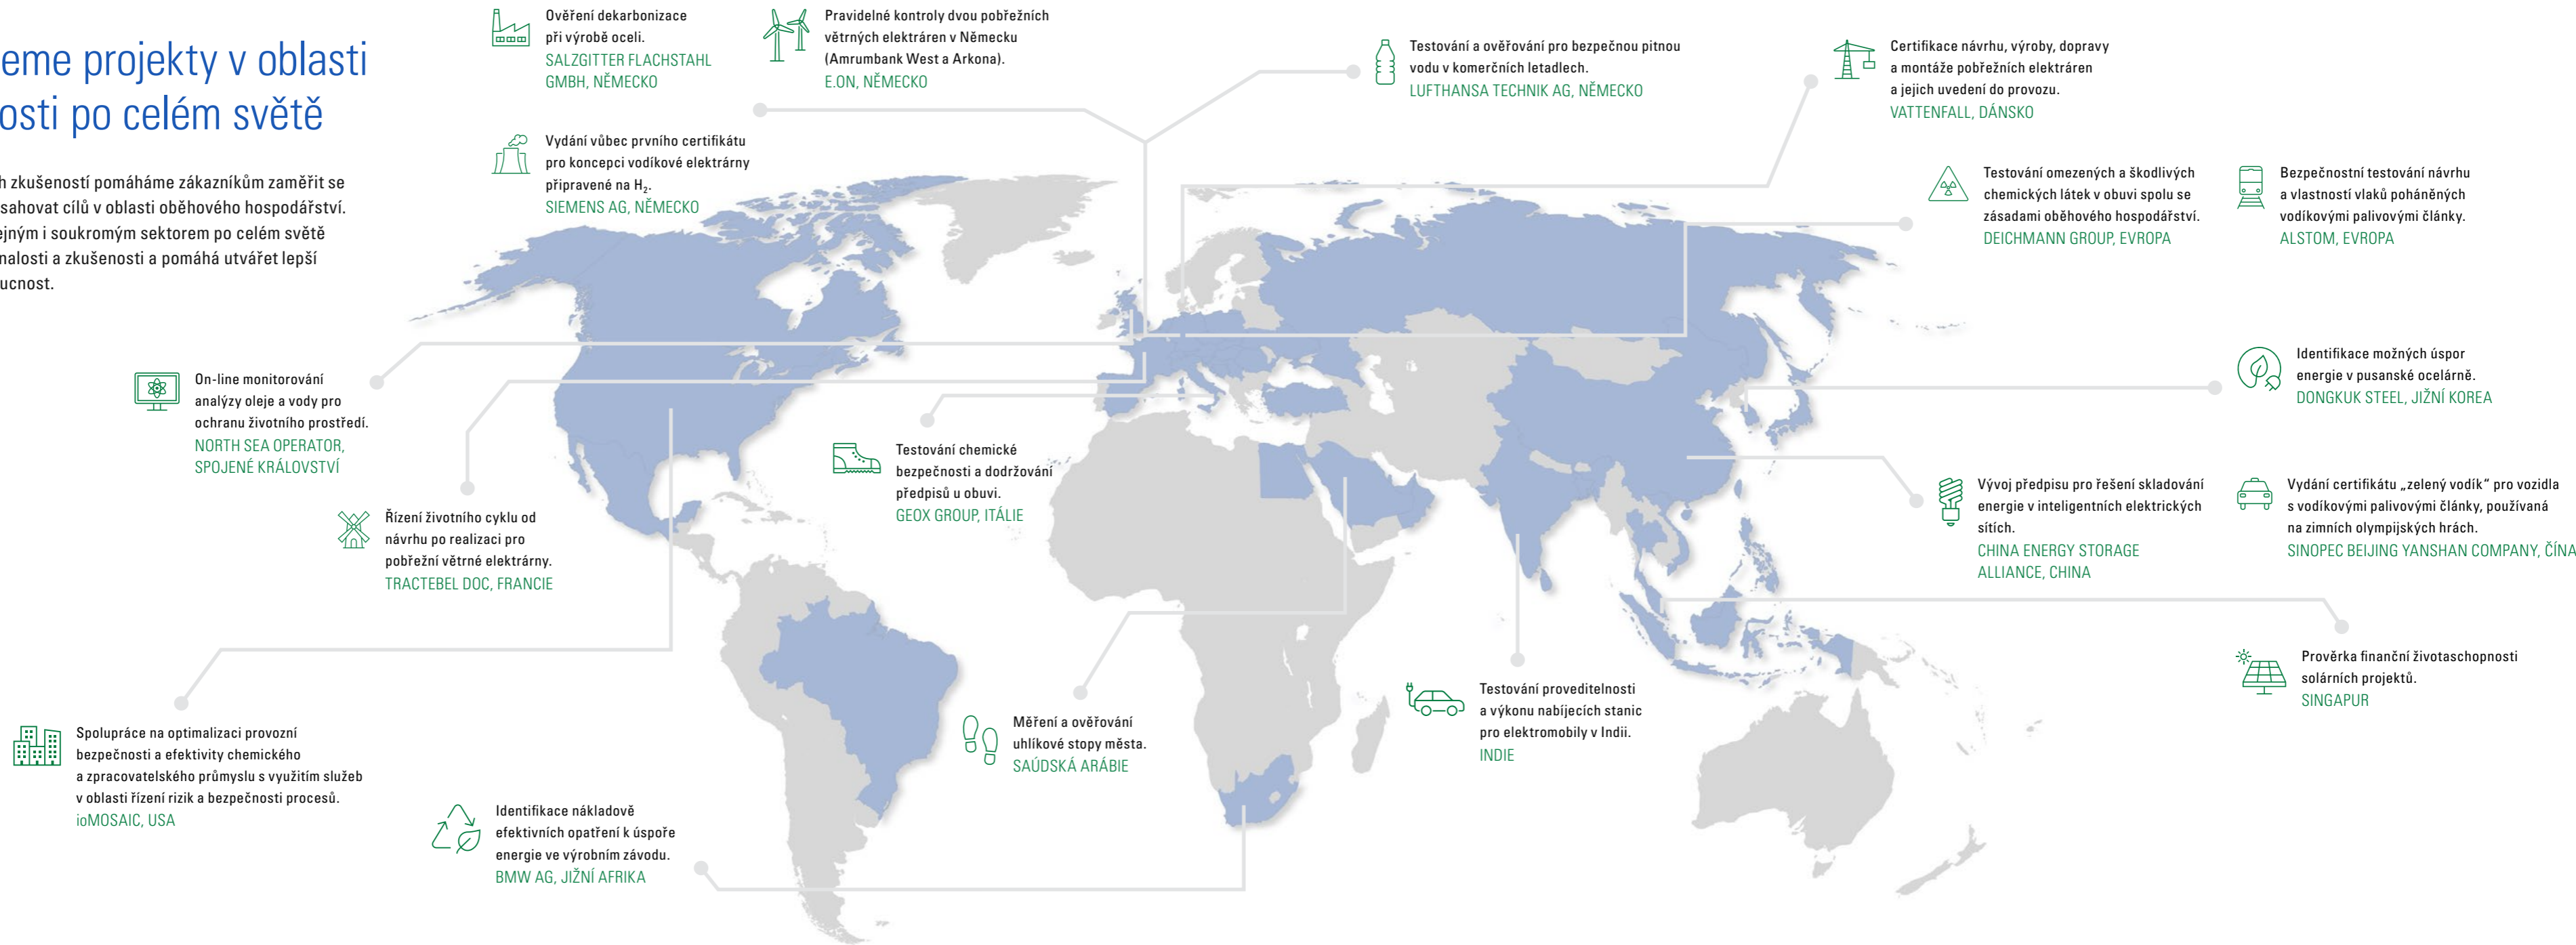 eme projekty v oblasti
osti po celém světě
h zkušeností pomáháme zákazníkům zaměřit se
sahovat cílů v oblasti oběhového hospodářství.
ejným i soukromým sektorem po celém světě
nalosti a zkušenosti a pomáhá utvářet lepší
ucnost.
Ověření dekarbonizace
při výrobě oceli.
SALZGITTER FLACHSTAHL
GMBH, NĚMECKO
Pravidelné kontroly dvou pobřežních
větrných elektráren v Německu
(Amrumbank West a Arkona).
E.ON, NĚMECKO
Vydání vůbec prvního certifikátu
pro koncepci vodíkové elektrárny
připravené na H₂.
SIEMENS AG, NĚMECKO
Testování a ověřování pro bezpečnou pitnou
vodu v komerčních letadlech.
LUFTHANSA TECHNIK AG, NĚMECKO
Certifikace návrhu, výroby, dopravy
a montáže pobřežních elektráren
a jejich uvedení do provozu.
VATTENFALL, DÁNSKO
Testování omezených a škodlivých
chemických látek v obuvi spolu se
zásadami oběhového hospodářství.
DEICHMANN GROUP, EVROPA
Bezpečnostní testování návrhu
a vlastností vlaků poháněných
vodíkovými palivovými články.
ALSTOM, EVROPA
On-line monitorování
analýzy oleje a vody pro
ochranu životního prostředí.
NORTH SEA OPERATOR,
SPOJENÉ KRÁLOVSTVÍ
Identifikace možných úspor
energie v pusanské ocelárně.
DONGKUK STEEL, JIŽNÍ KOREA
Testování chemické
bezpečnosti a dodržování
předpisů u obuvi.
GEOX GROUP, ITÁLIE
Řízení životního cyklu od
návrhu po realizaci pro
pobřežní větrné elektrárny.
TRACTEBEL DOC, FRANCIE
Vývoj předpisu pro řešení skladování
energie v inteligentních elektrických
sítích.
CHINA ENERGY STORAGE
ALLIANCE, CHINA
Vydání certifikátu „zelený vodík“ pro vozidla
s vodíkovými palivovými články, používaná
na zimních olympijských hrách.
SINOPEC BEIJING YANSHAN COMPANY, ČÍNA
Prověrka finanční životaschopnosti
solárních projektů.
SINGAPUR
Testování proveditelnosti
a výkonu nabíjecích stanic
pro elektromobily v Indii.
INDIE
Měření a ověřování
uhlíkové stopy města.
SAÚDSKÁ ARÁBIE
Spolupráce na optimalizaci provozní
bezpečnosti a efektivity chemického
a zpracovatelského průmyslu s využitím služeb
v oblasti řízení rizik a bezpečnosti procesů.
ioMOSAIC, USA
Identifikace nákladově
efektivních opatření k úspoře
energie ve výrobním závodu.
BMW AG, JIŽNÍ AFRIKA